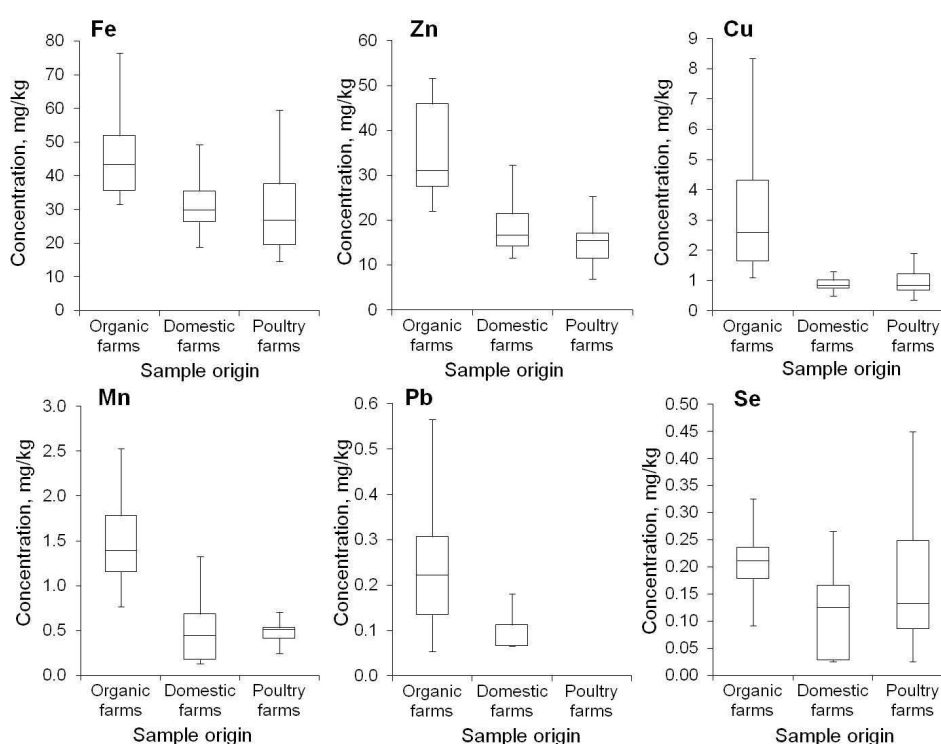 Fe
Concentration, mg/kg
80
70
60
50
40
30
20
10
0
Organic farms
Domestic farms
Poultry farms
Sample origin
Zn
Concentration, mg/kg
60
50
40
30
20
10
0
Organic farms
Domestic farms
Poultry farms
Sample origin
Cu
Concentration, mg/kg
9
8
7
6
5
4
3
2
1
0
Organic farms
Domestic farms
Poultry farms
Sample origin
Mn
Concentration, mg/kg
3.0
2.5
2.0
1.5
1.0
0.5
0.0
Organic farms
Domestic farms
Poultry farms
Sample origin
Pb
Concentration, mg/kg
0.6
0.5
0.4
0.3
0.2
0.1
0.0
Organic farms
Domestic farms
Poultry farms
Sample origin
Se
Concentration, mg/kg
0.50
0.45
0.40
0.35
0.30
0.25
0.20
0.15
0.10
0.05
0.00
Organic farms
Domestic farms
Poultry farms
Sample origin